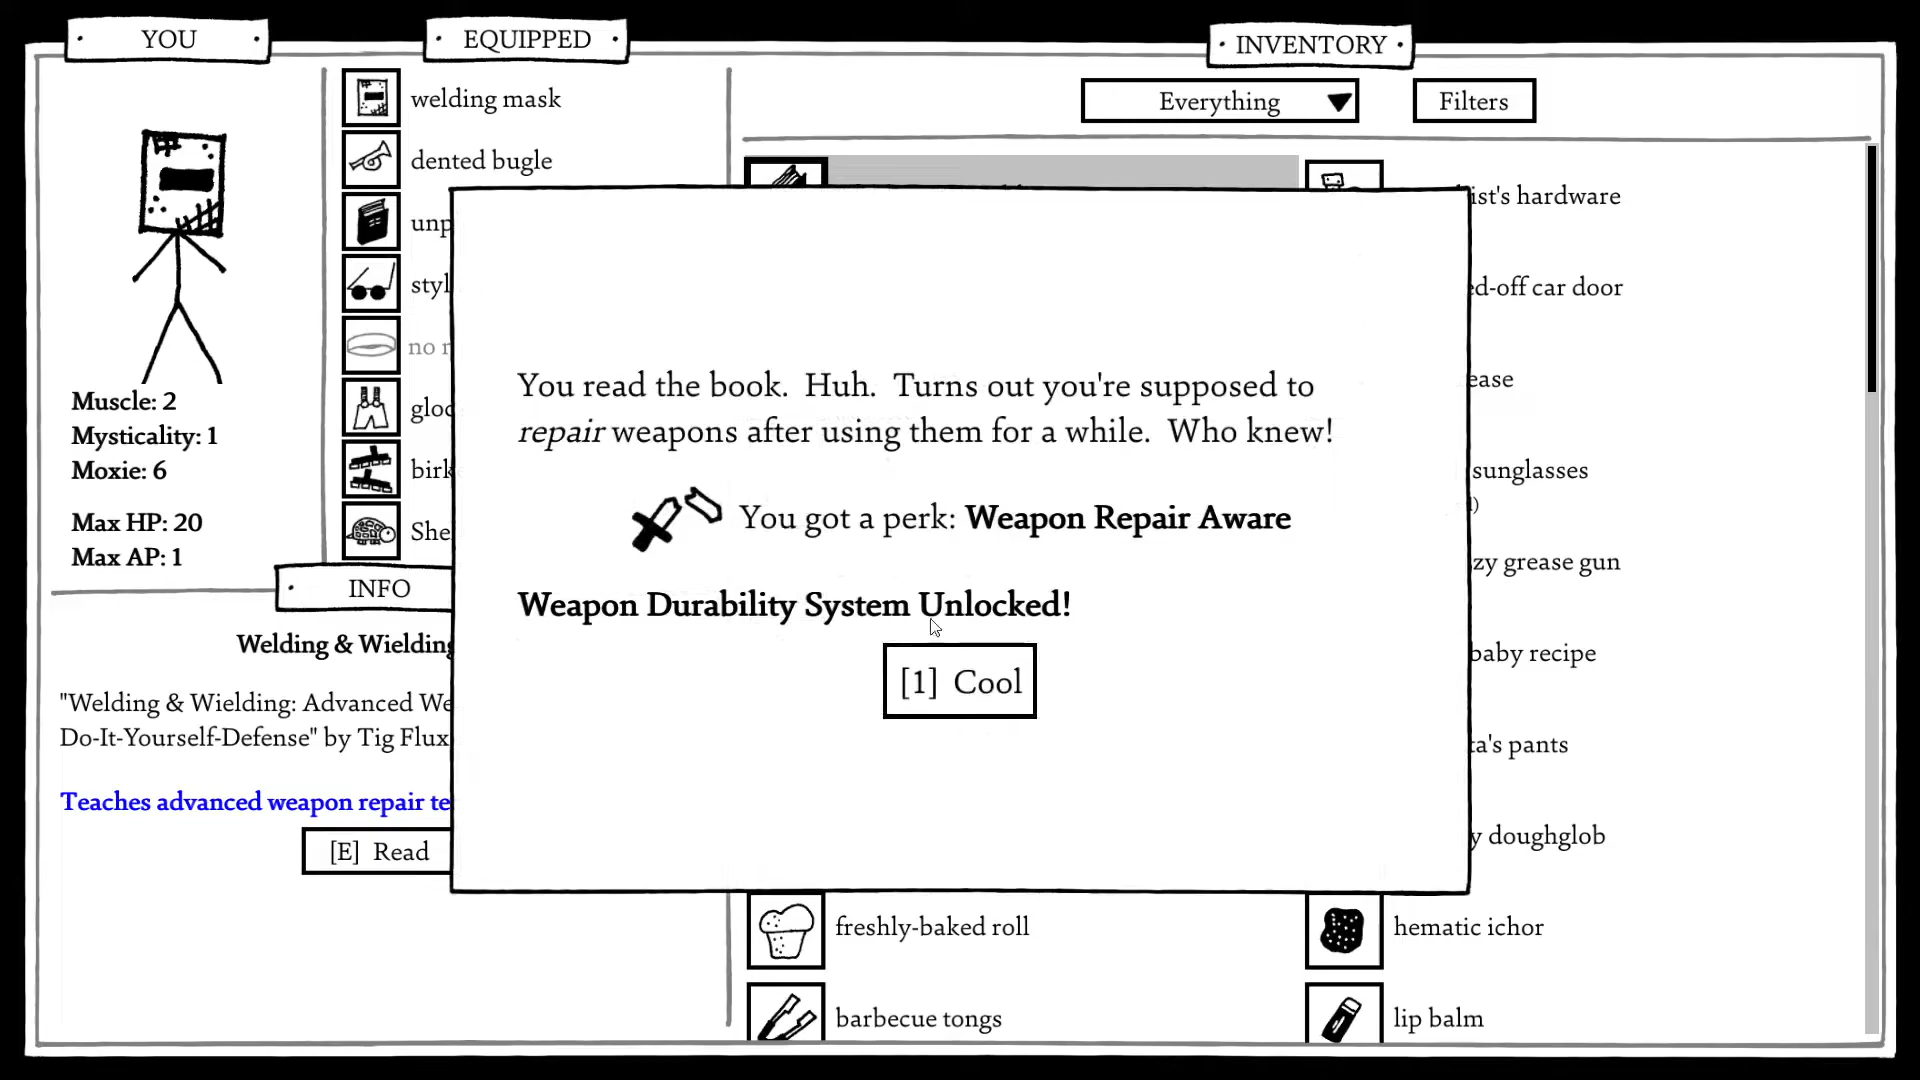 YOU
EQUIPPED
INVENTORY
welding mask
Everything
Filters
dented bugle
ist's hardware
ed-off car door
no
ease
Muscle: 2
Mysticality: 1
Moxie: 6
sunglasses
Max HP: 20
Max AP: 1
She
zy grease gun
INFO
Welding & Wielding
baby recipe
"Welding & Wielding: Advanced We
Do-It-Yourself-Defense" by Tig Flux
ta's pants
Teaches advanced weapon repair te
[E] Read
y doughglob
You read the book. Huh. Turns out you're supposed to
repair weapons after using them for a while. Who knew!
You got a perk: Weapon Repair Aware
Weapon Durability System Unlocked!
[1] Cool
freshly-baked roll
hematic ichor
barbecue tongs
lip balm